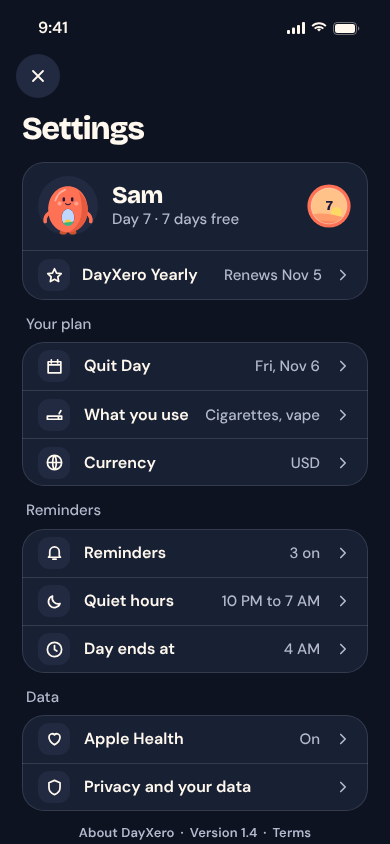 9:41
Settings
Sam
Day 7 · 7 days free
7
DayXero Yearly Renews Nov 5
Your plan
Quit Day Fri, Nov 6
What you use Cigarettes, vape
Currency USD
Reminders
Reminders 3 on
Quiet hours 10 PM to 7 AM
Day ends at 4 AM
Data
Apple Health On
Privacy and your data
About DayXero · Version 1.4 · Terms